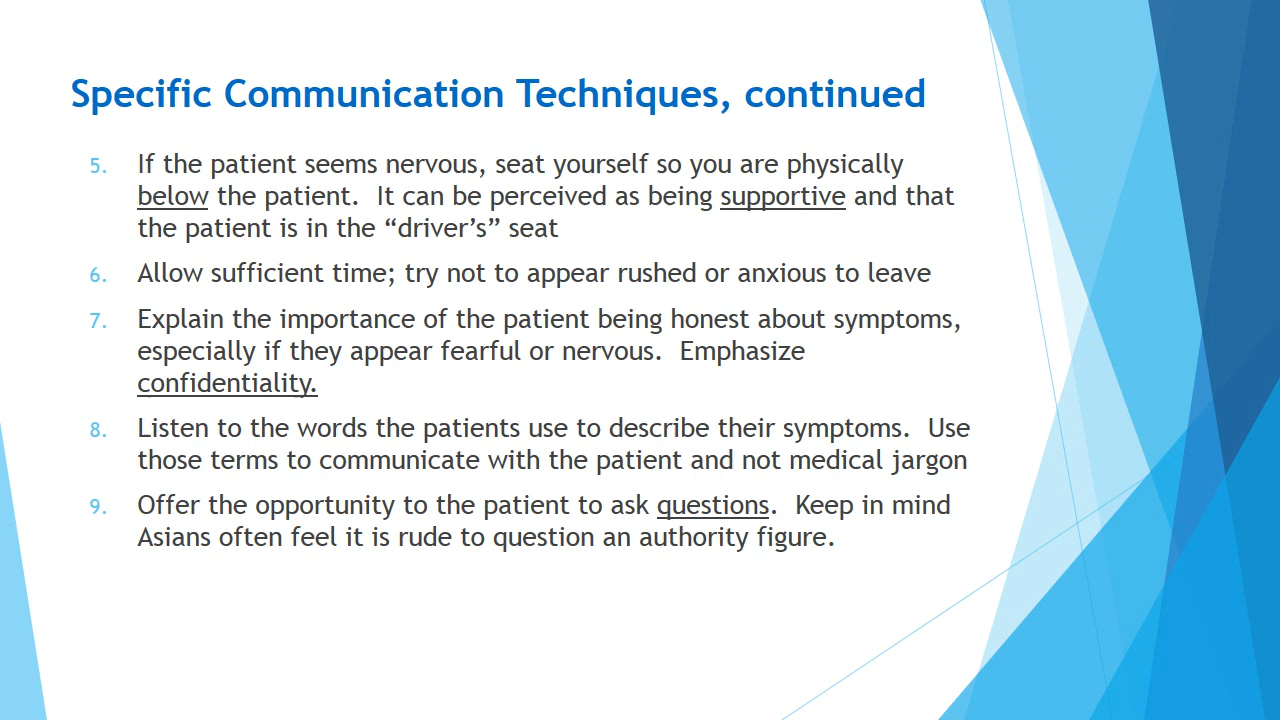 Specific Communication Techniques, continued
5. If the patient seems nervous, seat yourself so you are physically
below the patient.  It can be perceived as being supportive and that
the patient is in the “driver’s” seat
6. Allow sufficient time; try not to appear rushed or anxious to leave
7. Explain the importance of the patient being honest about symptoms,
especially if they appear fearful or nervous.  Emphasize
confidentiality.
8. Listen to the words the patients use to describe their symptoms.  Use
those terms to communicate with the patient and not medical jargon
9. Offer the opportunity to the patient to ask questions.  Keep in mind
Asians often feel it is rude to question an authority figure.